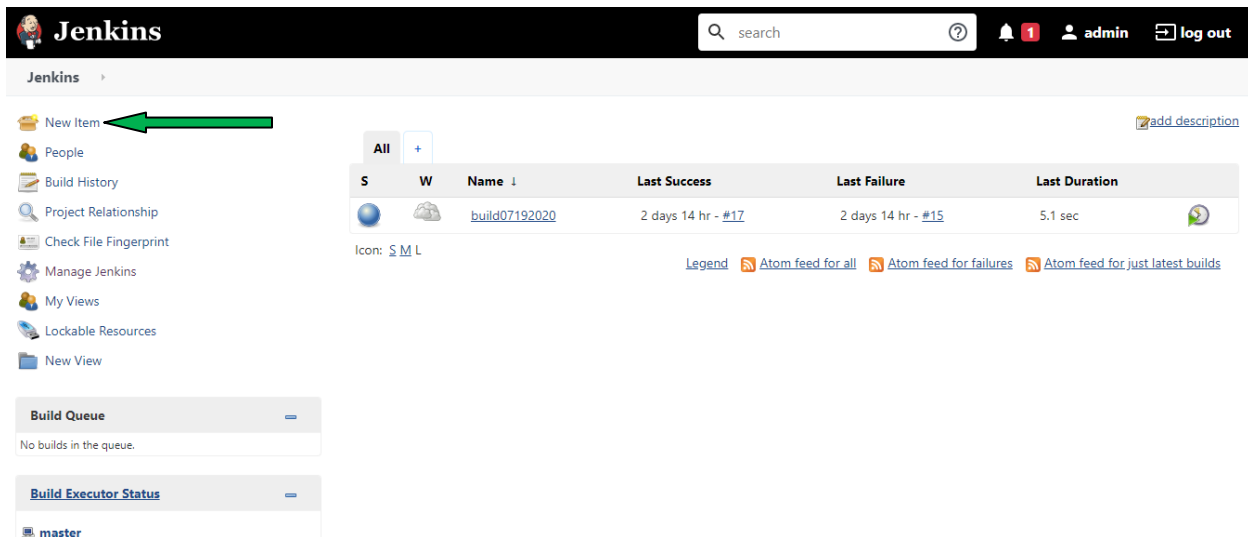 Jenkins search 1 admin log out
Jenkins
New Item
People
Build History
Project Relationship
Check File Fingerprint
Manage Jenkins
My Views
Lockable Resources
New View
Build Queue
No builds in the queue.
Build Executor Status
master
add description
All +
S W Name ↓ Last Success Last Failure Last Duration
build07192020 2 days 14 hr - #17 2 days 14 hr - #15 5.1 sec
Icon: S M L
Legend Atom feed for all Atom feed for failures Atom feed for just latest builds